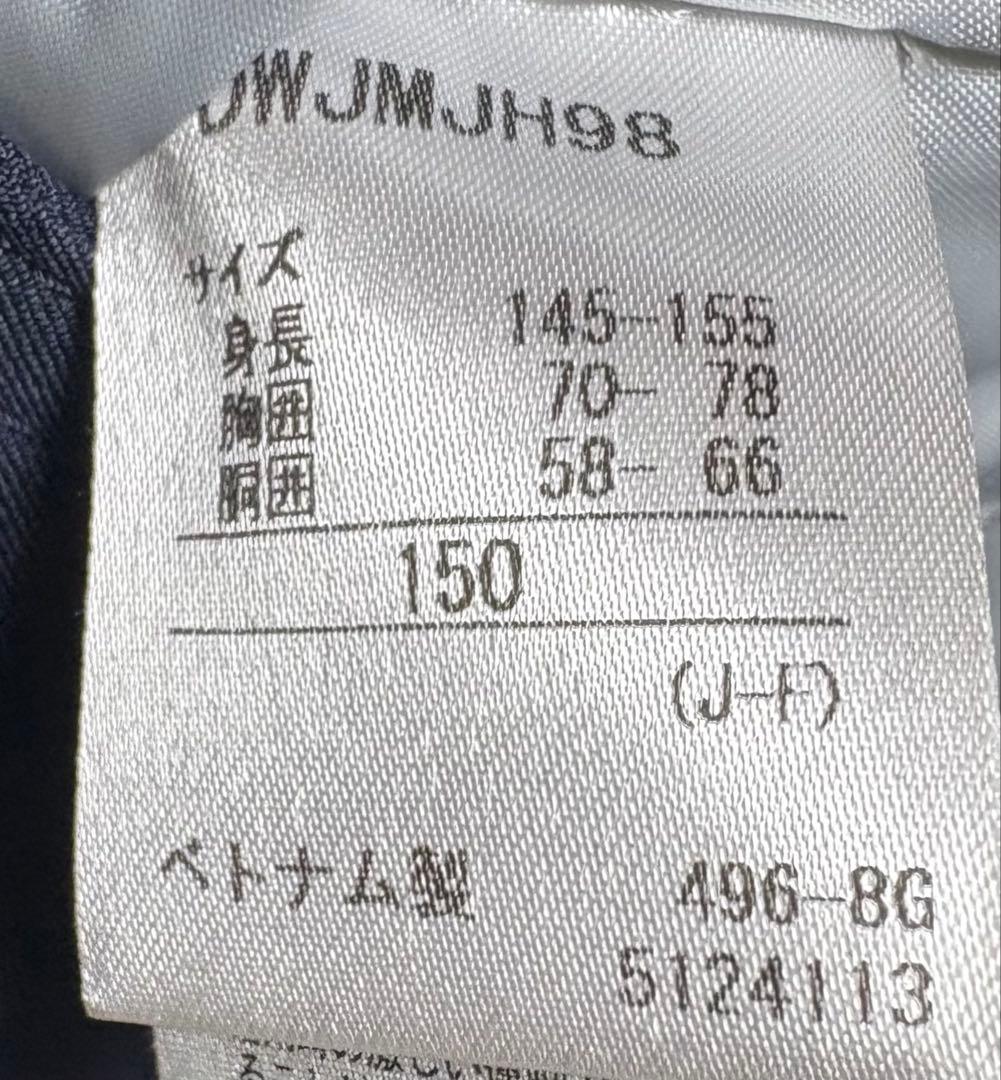 JWJMJH98
サイズ
身長 145-155
胸囲 70- 78
胴囲 58- 66
150
(J-F)
ベトナム製 496-8G
5124113